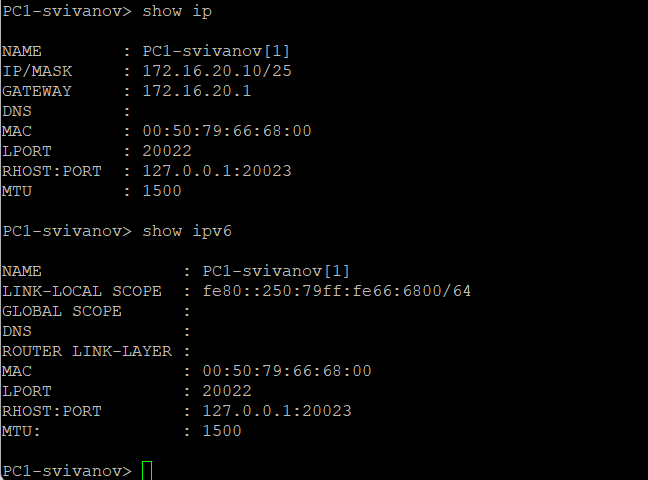 PC1-svivanov> show ip
NAME        : PC1-svivanov[1]
IP/MASK     : 172.16.20.10/25
GATEWAY     : 172.16.20.1
DNS         :
MAC         : 00:50:79:66:68:00
LPORT       : 20022
RHOST:PORT  : 127.0.0.1:20023
MTU         : 1500
PC1-svivanov> show ipv6
NAME              : PC1-svivanov[1]
LINK-LOCAL SCOPE  : fe80::250:79ff:fe66:6800/64
GLOBAL SCOPE      :
DNS               :
ROUTER LINK-LAYER :
MAC               : 00:50:79:66:68:00
LPORT             : 20022
RHOST:PORT        : 127.0.0.1:20023
MTU:              : 1500
PC1-svivanov>